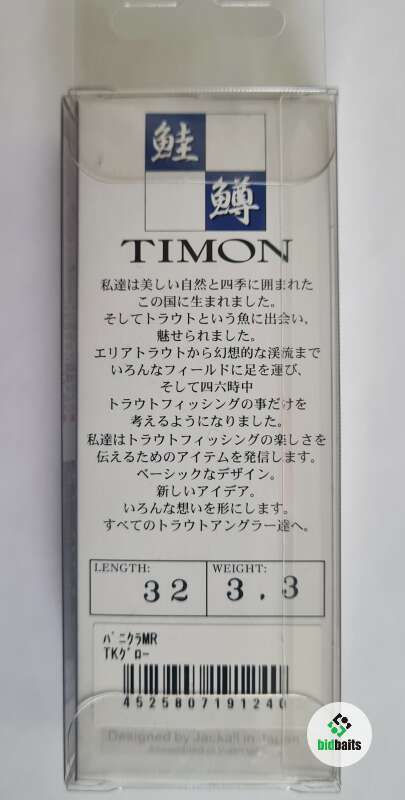 鮭
鱒
TIMON
私達は美しい自然と四季に囲まれた
この国に生まれました。
そしてトラウトという魚に出会い、
魅せられました。
エリアトラウトから幻想的な渓流まで
いろんなフィールドに足を運び、
そして四六時中
トラウトフィッシングの事だけを
考えるようになりました。
私達はトラウトフィッシングの楽しさを
伝えるためのアイテムを発信します。
ベーシックなデザイン。
新しいアイデア。
いろんな想いを形にします。
すべてのトラウトアングラー達へ。
LENGTH: WEIGHT:
32 3.3
パニクラMR
TKグロー
4525807191240
Designed by Jackall in Japan
bidbaits